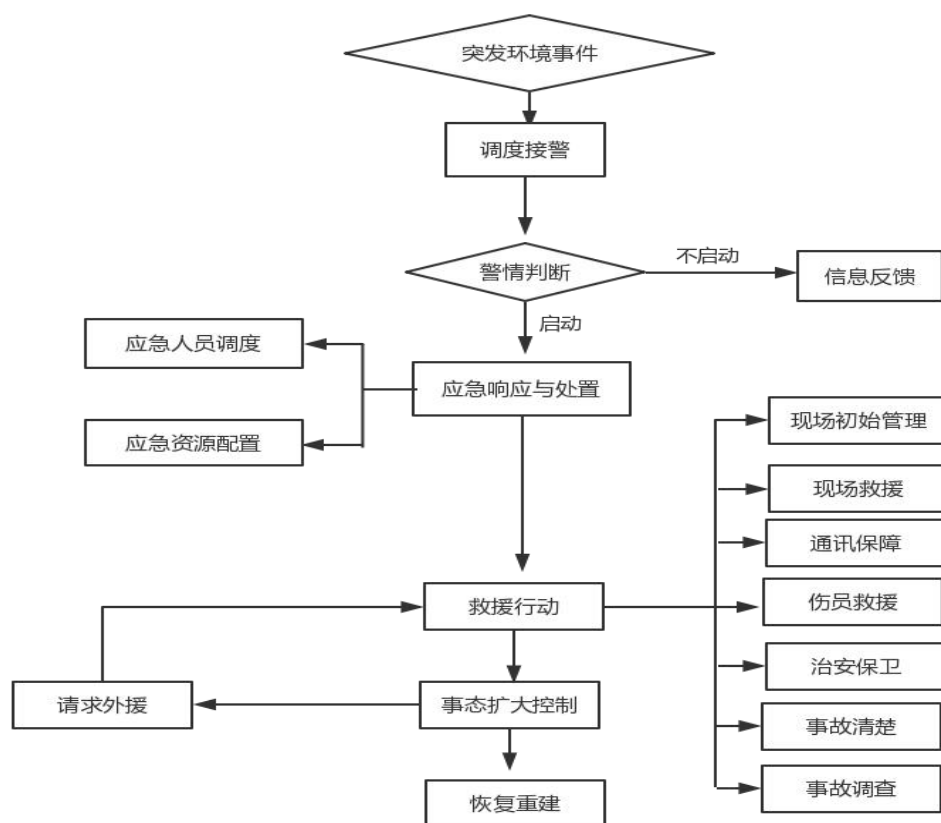 突发环境事件
调度接警
警情判断
不启动
信息反馈
启动
应急人员调度
应急响应与处置
应急资源配置
现场初始管理
现场救援
通讯保障
救援行动
伤员救援
治安保卫
请求外援
事态扩大控制
事故清楚
事故调查
恢复重建